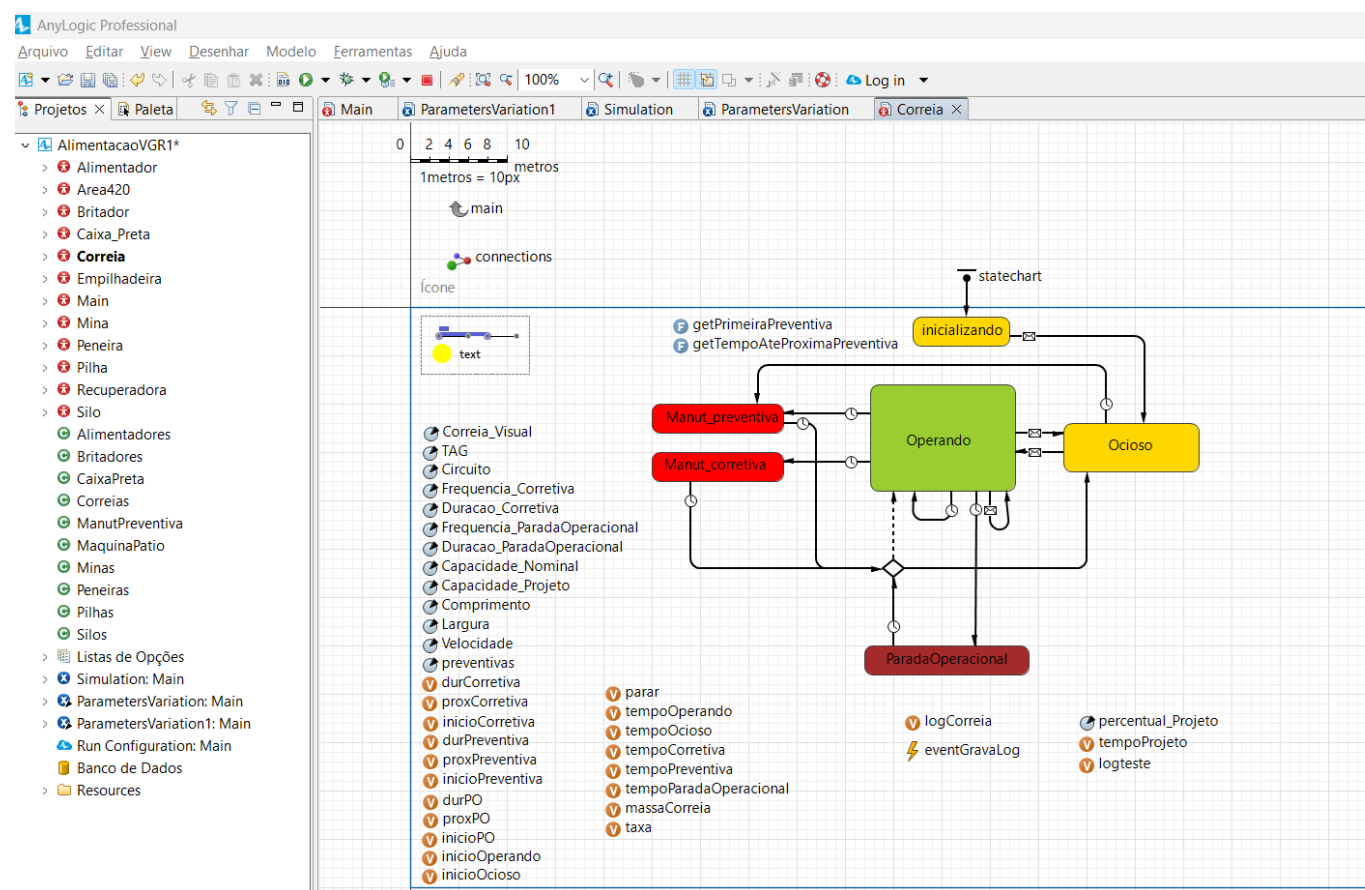 AnyLogic Professional
Arquivo Editar View Desenhar Modelo Ferramentas Ajuda
100% Log in
Projetos Paleta
Main ParametersVariation1 Simulation ParametersVariation Correia
AlimentacaoVGR1*
Alimentador
Area420
Britador
Caixa_Preta
Correia
Empilhadeira
Main
Mina
Peneira
Pilha
Recuperadora
Silo
Alimentadores
Britadores
CaixaPreta
Correias
ManutPreventiva
MaquinaPatio
Minas
Peneiras
Pilhas
Silos
Listas de Opções
Simulation: Main
ParametersVariation: Main
ParametersVariation1: Main
Run Configuration: Main
Banco de Dados
Resources
0 2 4 6 8 10
metros
1metros = 10px
main
connections
Ícone
text
statechart
getPrimeiraPreventiva
getTempoAteProximaPreventiva
inicializando
Manut_preventiva
Manut_corretiva
Operando
Ocioso
ParadaOperacional
Correia_Visual
TAG
Circuito
Frequencia_Corretiva
Duracao_Corretiva
Frequencia_ParadaOperacional
Duracao_ParadaOperacional
Capacidade_Nominal
Capacidade_Projeto
Comprimento
Largura
Velocidade
preventivas
durCorretiva
proxCorretiva
inicioCorretiva
durPreventiva
proxPreventiva
inicioPreventiva
durPO
proxPO
inicioPO
inicioOperando
inicioOcioso
parar
tempoOperando
tempoOcioso
tempoCorretiva
tempoPreventiva
tempoParadaOperacional
massaCorreia
taxa
logCorreia
eventGravaLog
percentual_Projeto
tempoProjeto
logteste